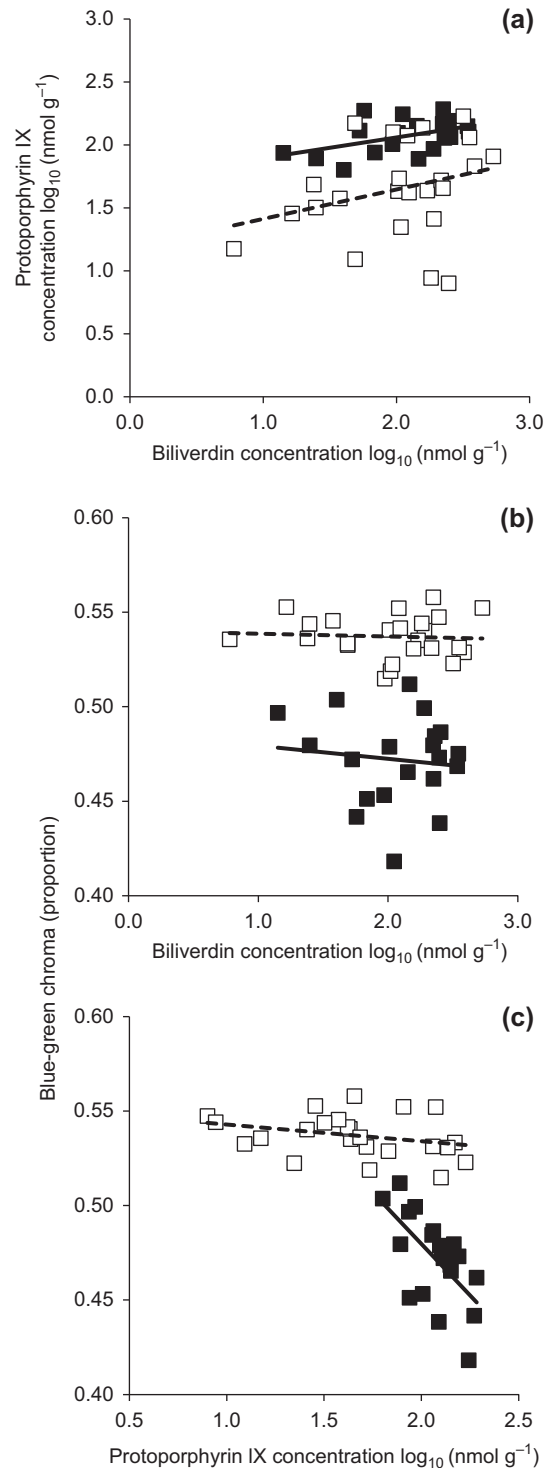 (a)
3.0
2.5
2.0
1.5
1.0
0.5
0.0
Protoporphyrin IX
concentration log₁₀ (nmol g⁻¹)
0.0 1.0 2.0 3.0
Biliverdin concentration log₁₀ (nmol g⁻¹)
(b)
0.60
0.55
0.50
0.45
0.40
0.0 1.0 2.0 3.0
Biliverdin concentration log₁₀ (nmol g⁻¹)
Blue-green chroma (proportion)
(c)
0.60
0.55
0.50
0.45
0.40
0.5 1.0 1.5 2.0 2.5
Protoporphyrin IX concentration log₁₀ (nmol g⁻¹)